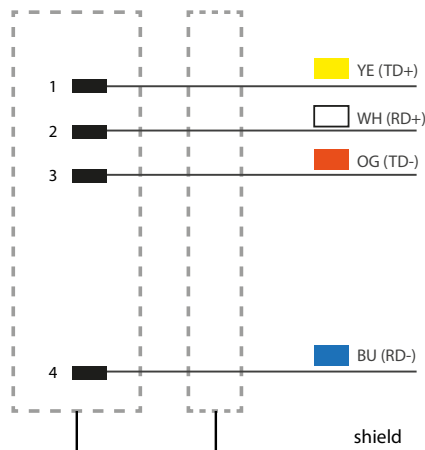 1 YE (TD+)
2 WH (RD+)
3 OG (TD-)
4 BU (RD-)
shield